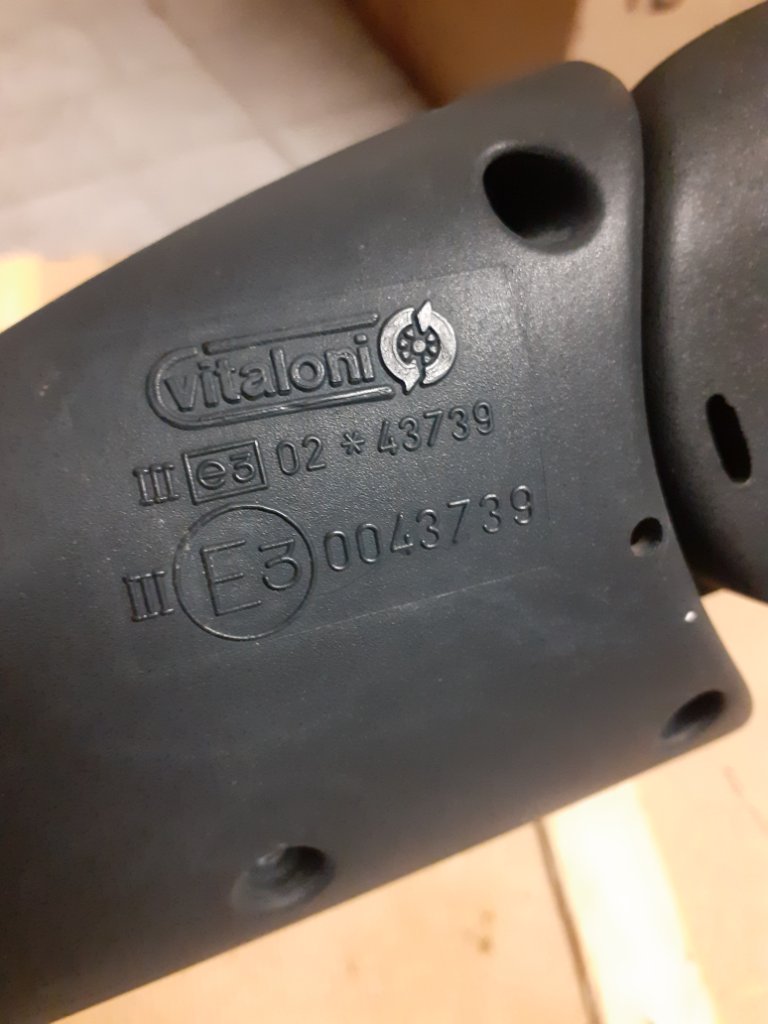 vitaloni
III e3 02 * 43739
III E3 0043739